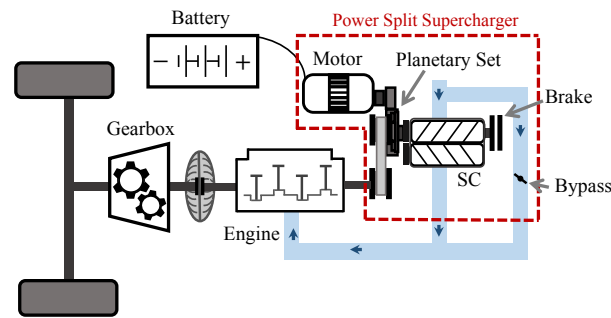 Battery
Power Split Supercharger
Motor
Planetary Set
Brake
Gearbox
SC
Bypass
Engine